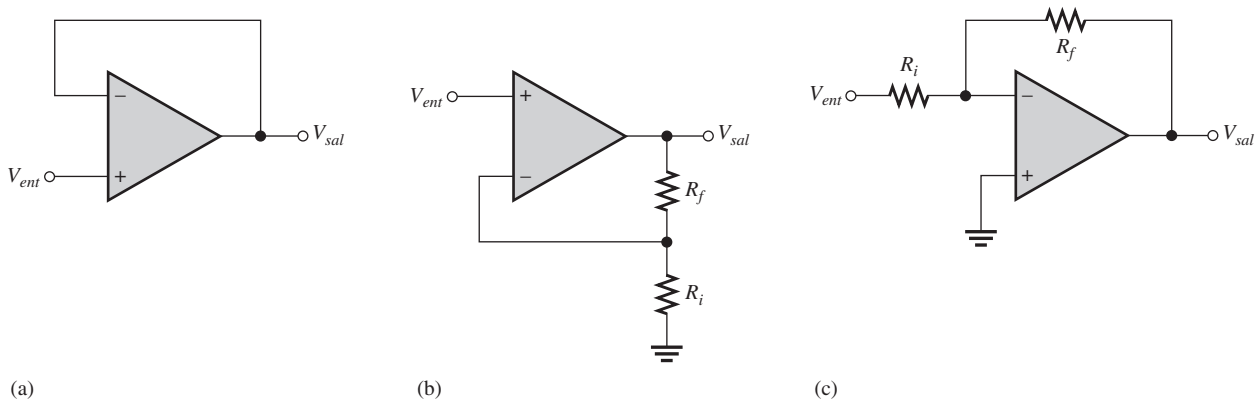 −
+
V_ent
V_sal
(a)
V_ent
+
−
V_sal
R_f
R_i
(b)
R_f
R_i
V_ent
−
+
V_sal
(c)